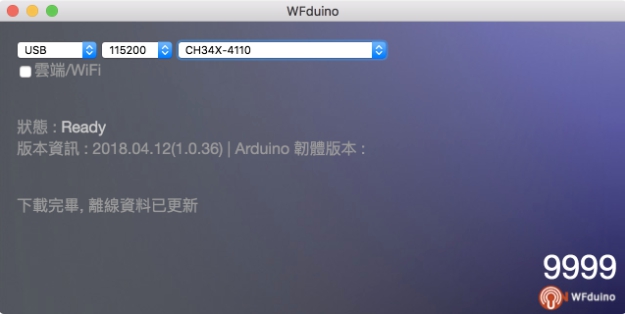 WFduino
USB 115200 CH34X-4110
雲端/WiFi
狀態 : Ready
版本資訊 : 2018.04.12(1.0.36) | Arduino 韌體版本 :
下載完畢, 離線資料已更新
9999
WFduino